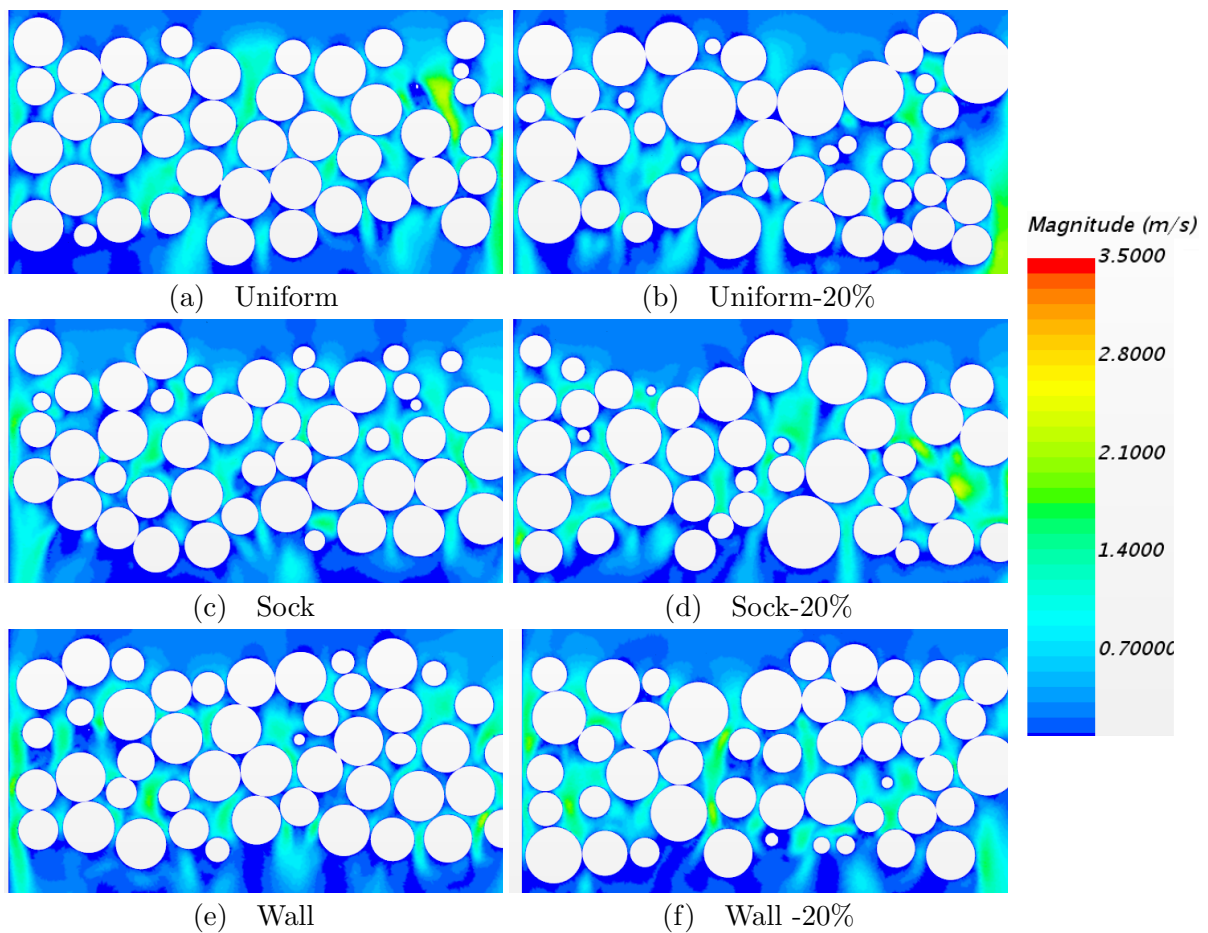 (a) Uniform
(b) Uniform-20%
Magnitude (m/s)
3.5000
2.8000
2.1000
1.4000
0.70000
(c) Sock
(d) Sock-20%
(e) Wall
(f) Wall -20%